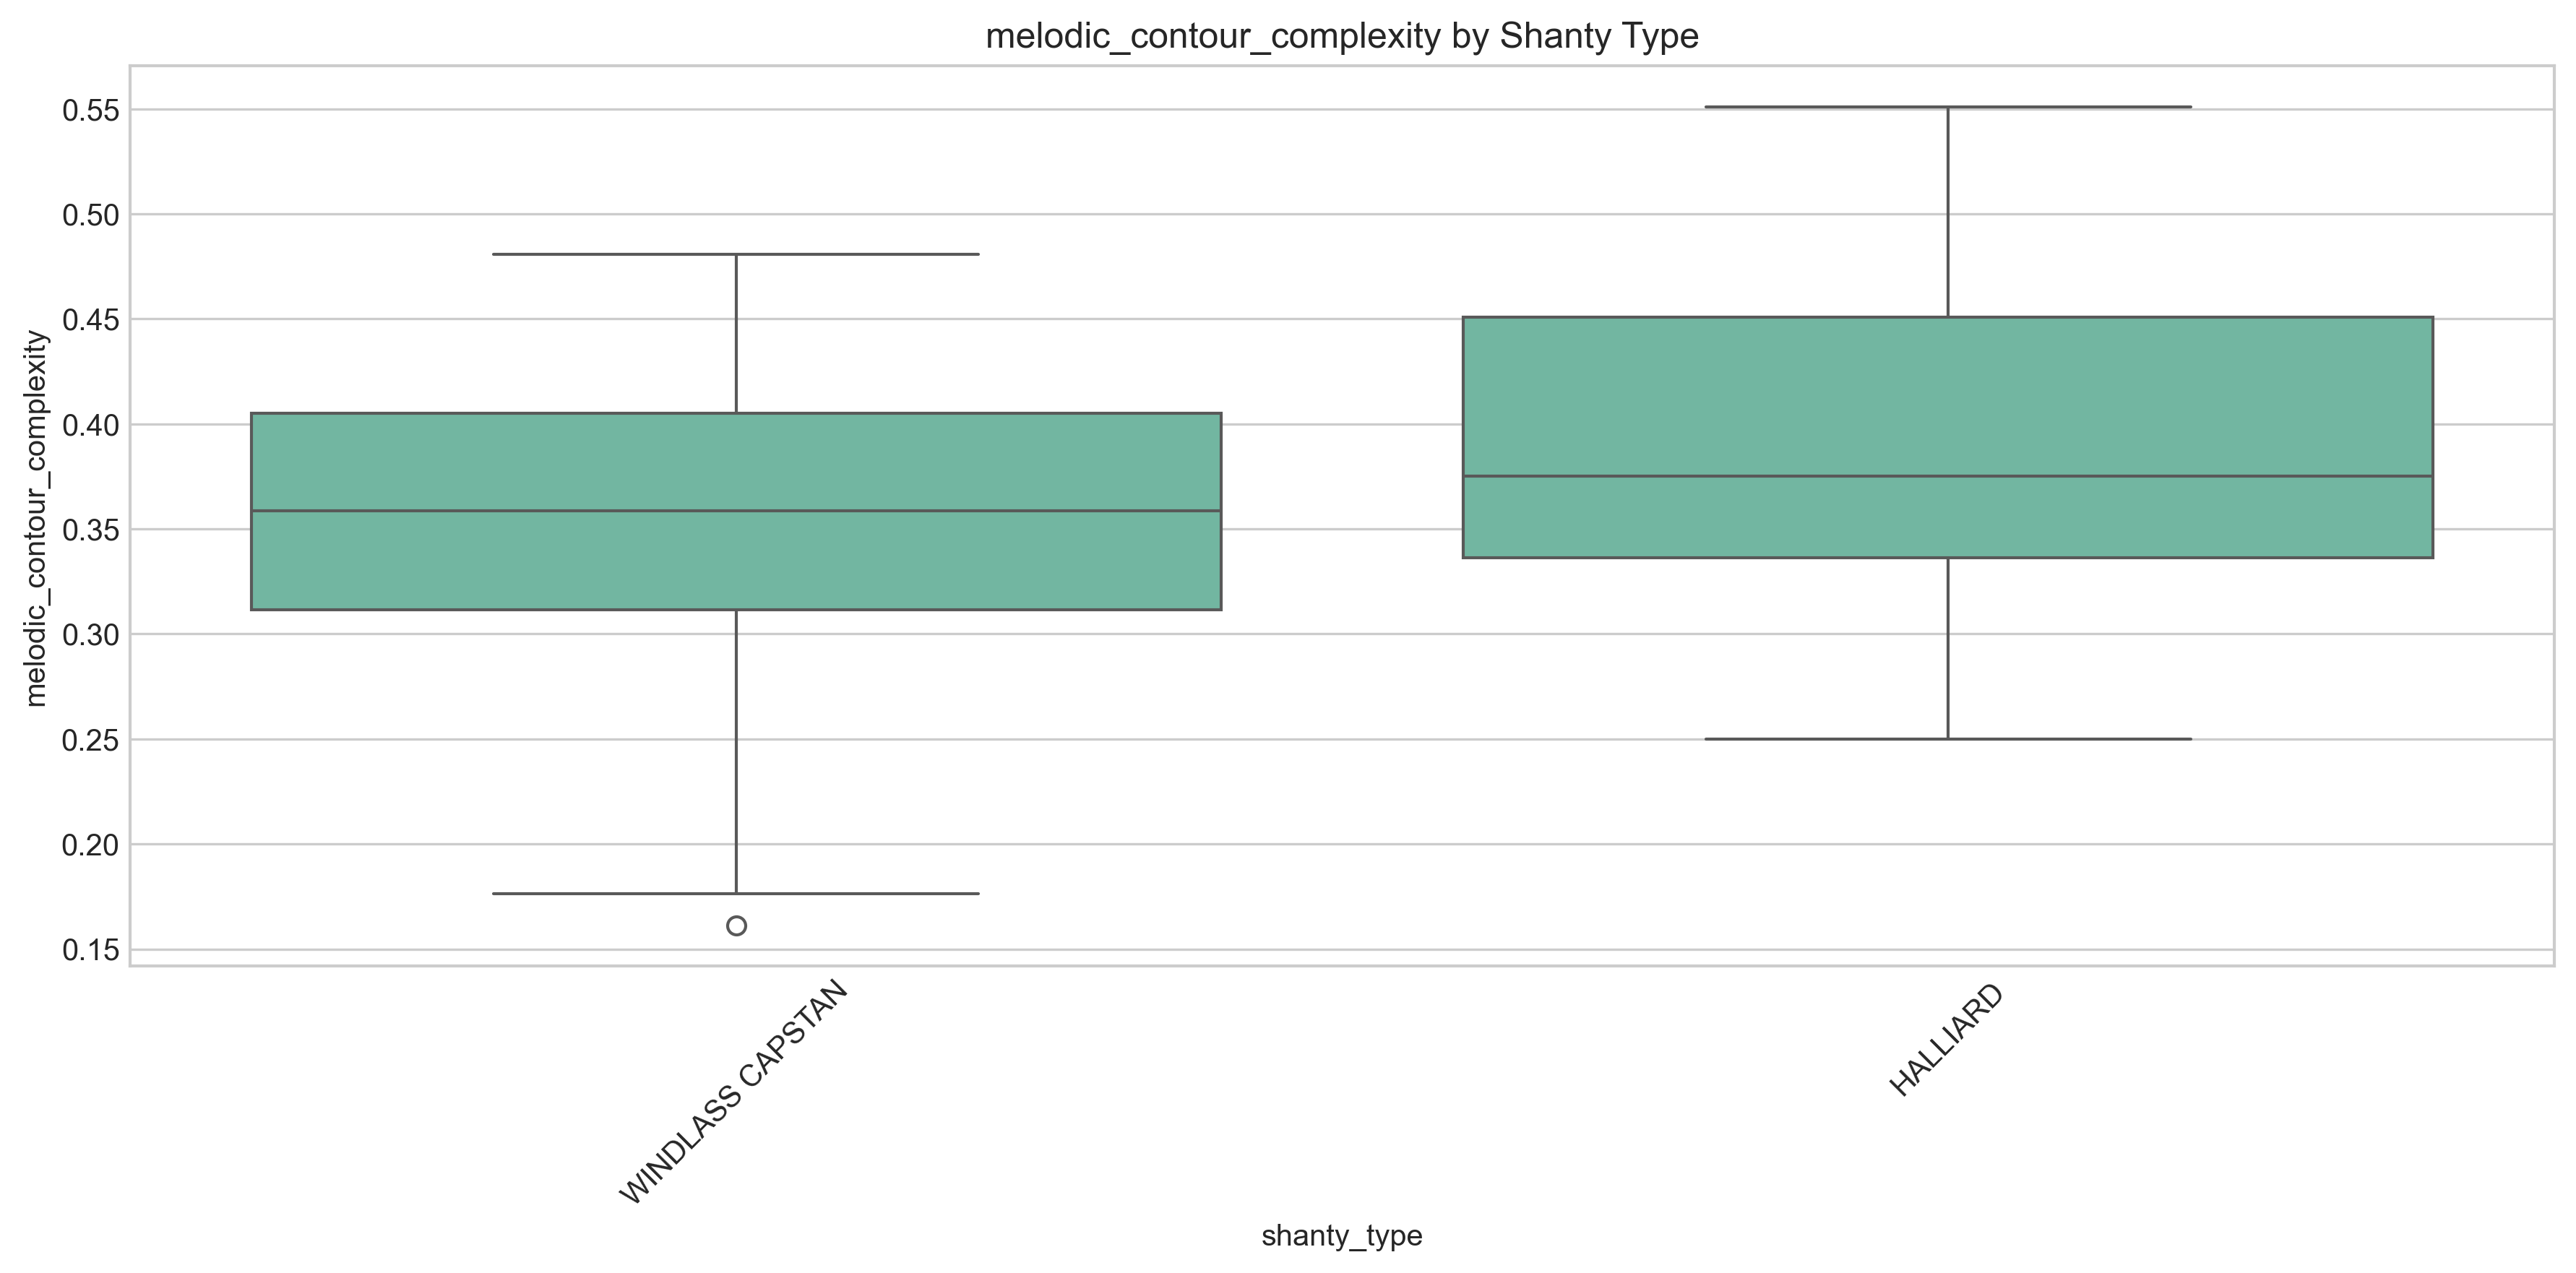 melodic_contour_complexity by Shanty Type
melodic_contour_complexity
0.55
0.50
0.45
0.40
0.35
0.30
0.25
0.20
0.15
WINDLASS CAPSTAN
HALLIARD
shanty_type